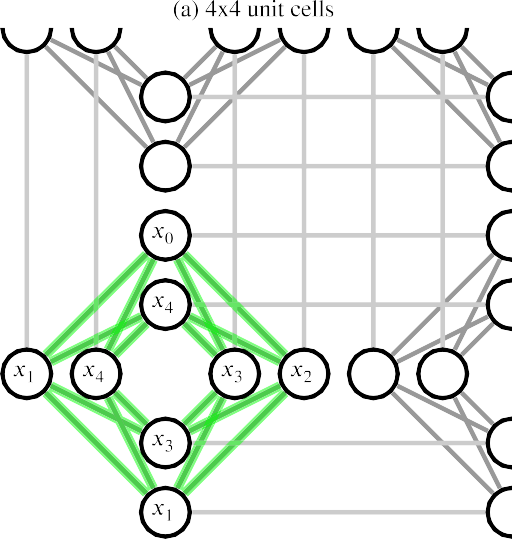 (a) 4x4 unit cells
x₀
x₄
x₁ x₄ x₃ x₂
x₃
x₁